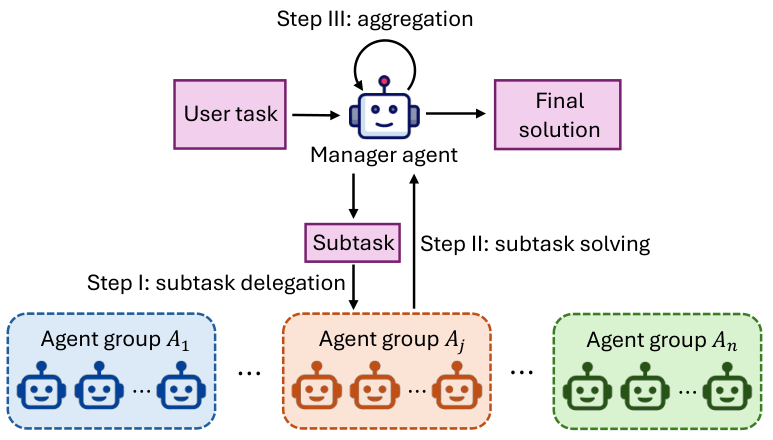 Step III: aggregation
User task
Final
solution
Manager agent
Subtask
Step II: subtask solving
Step I: subtask delegation
Agent group A₁
Agent group Aⱼ
Agent group Aₙ
...
...
...
...
...